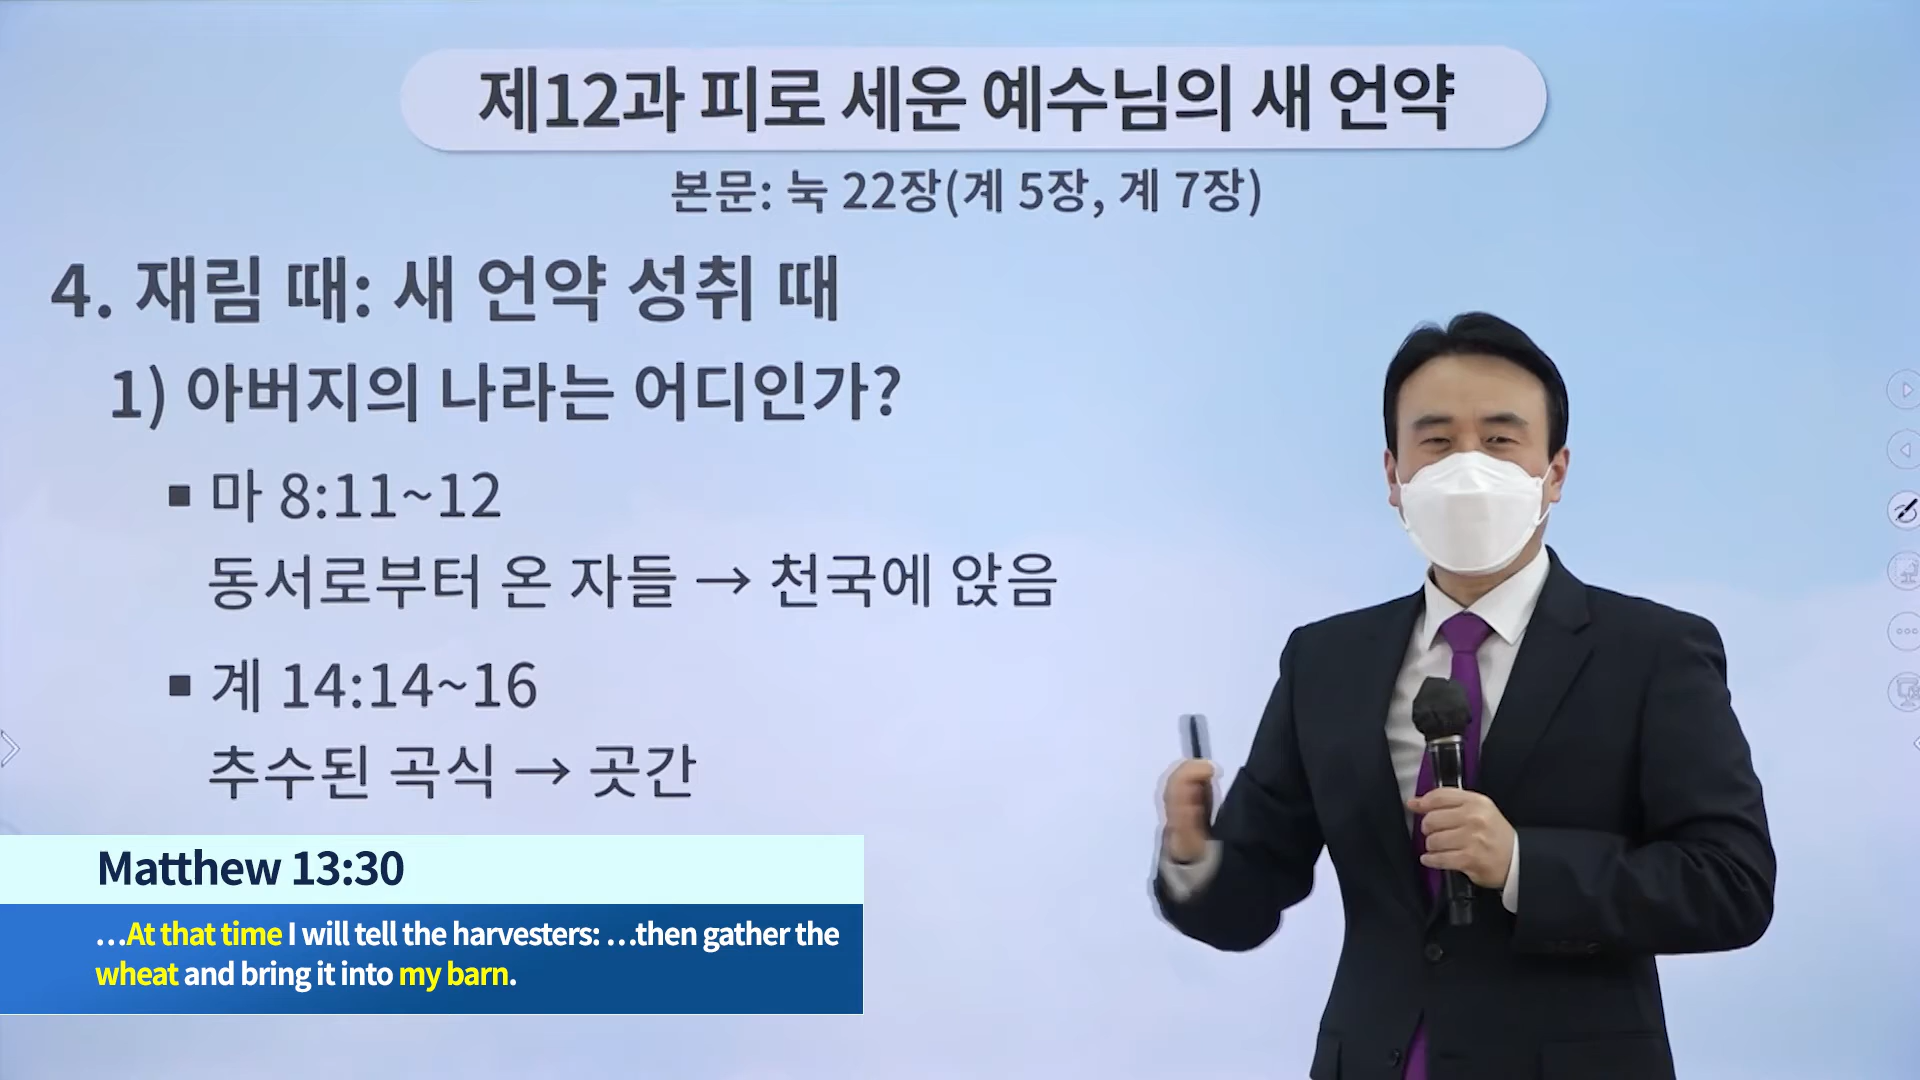 제12과 피로 세운 예수님의 새 언약
본문: 눅 22장(계 5장, 계 7장)
4. 재림 때: 새 언약 성취 때
1) 아버지의 나라는 어디인가?
▪ 마 8:11~12
동서로부터 온 자들 → 천국에 앉음
▪ 계 14:14~16
추수된 곡식 → 곳간
Matthew 13:30
…At that time I will tell the harvesters: …then gather the
wheat and bring it into my barn.